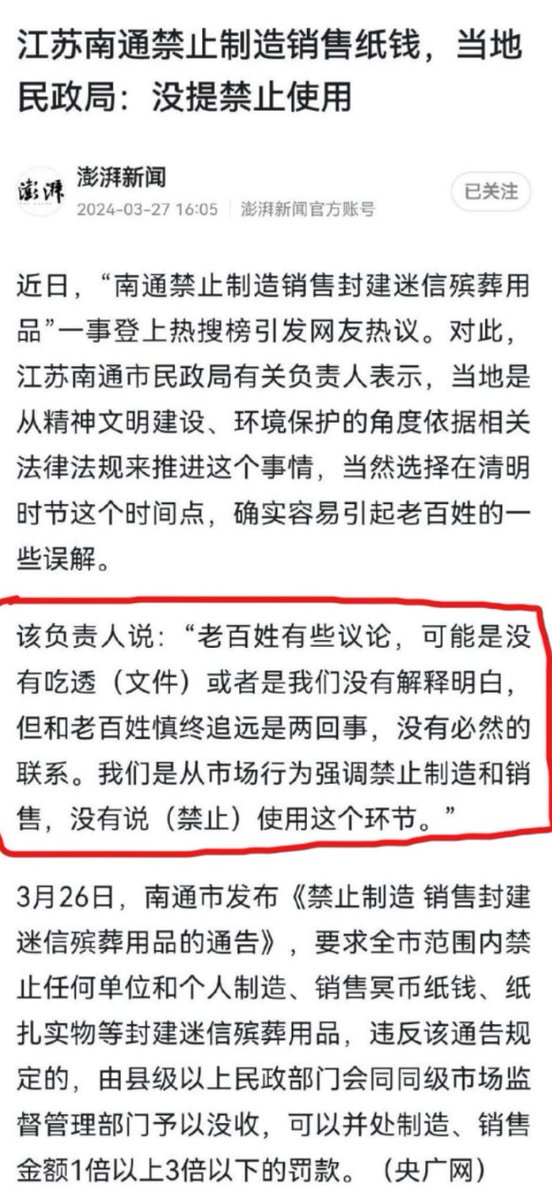 江苏南通禁止制造销售纸钱，当地
民政局：没提禁止使用
澎湃
澎湃新闻
2024-03-27 16:05 澎湃新闻官方账号
已关注
近日，“南通禁止制造销售封建迷信殡葬用
品”一事登上热搜榜引发网友热议。对此，
江苏南通市民政局有关负责人表示，当地是
从精神文明建设、环境保护的角度依据相关
法律法规来推进这个事情，当然选择在清明
时节这个时间点，确实容易引起老百姓的一
些误解。
该负责人说：“老百姓有些议论，可能是没
有吃透（文件）或者是我们没有解释明白，
但和老百姓慎终追远是两回事，没有必然的
联系。我们是从市场行为强调禁止制造和销
售，没有说（禁止）使用这个环节。”
3月26日，南通市发布《禁止制造 销售封建
迷信殡葬用品的通告》，要求全市范围内禁
止任何单位和个人制造、销售冥币纸钱、纸
扎实物等封建迷信殡葬用品，违反该通告规
定的，由县级以上民政部门会同同级市场监
督管理部门予以没收，可以并处制造、销售
金额1倍以上3倍以下的罚款。（央广网）